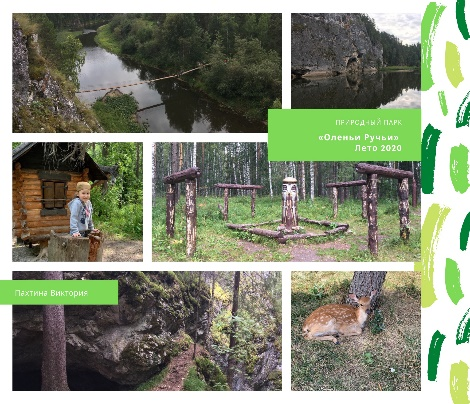 ПРИРОДНЫЙ ПАРК
«Оленьи Ручьи»
Лето 2020
Пахтина Виктория